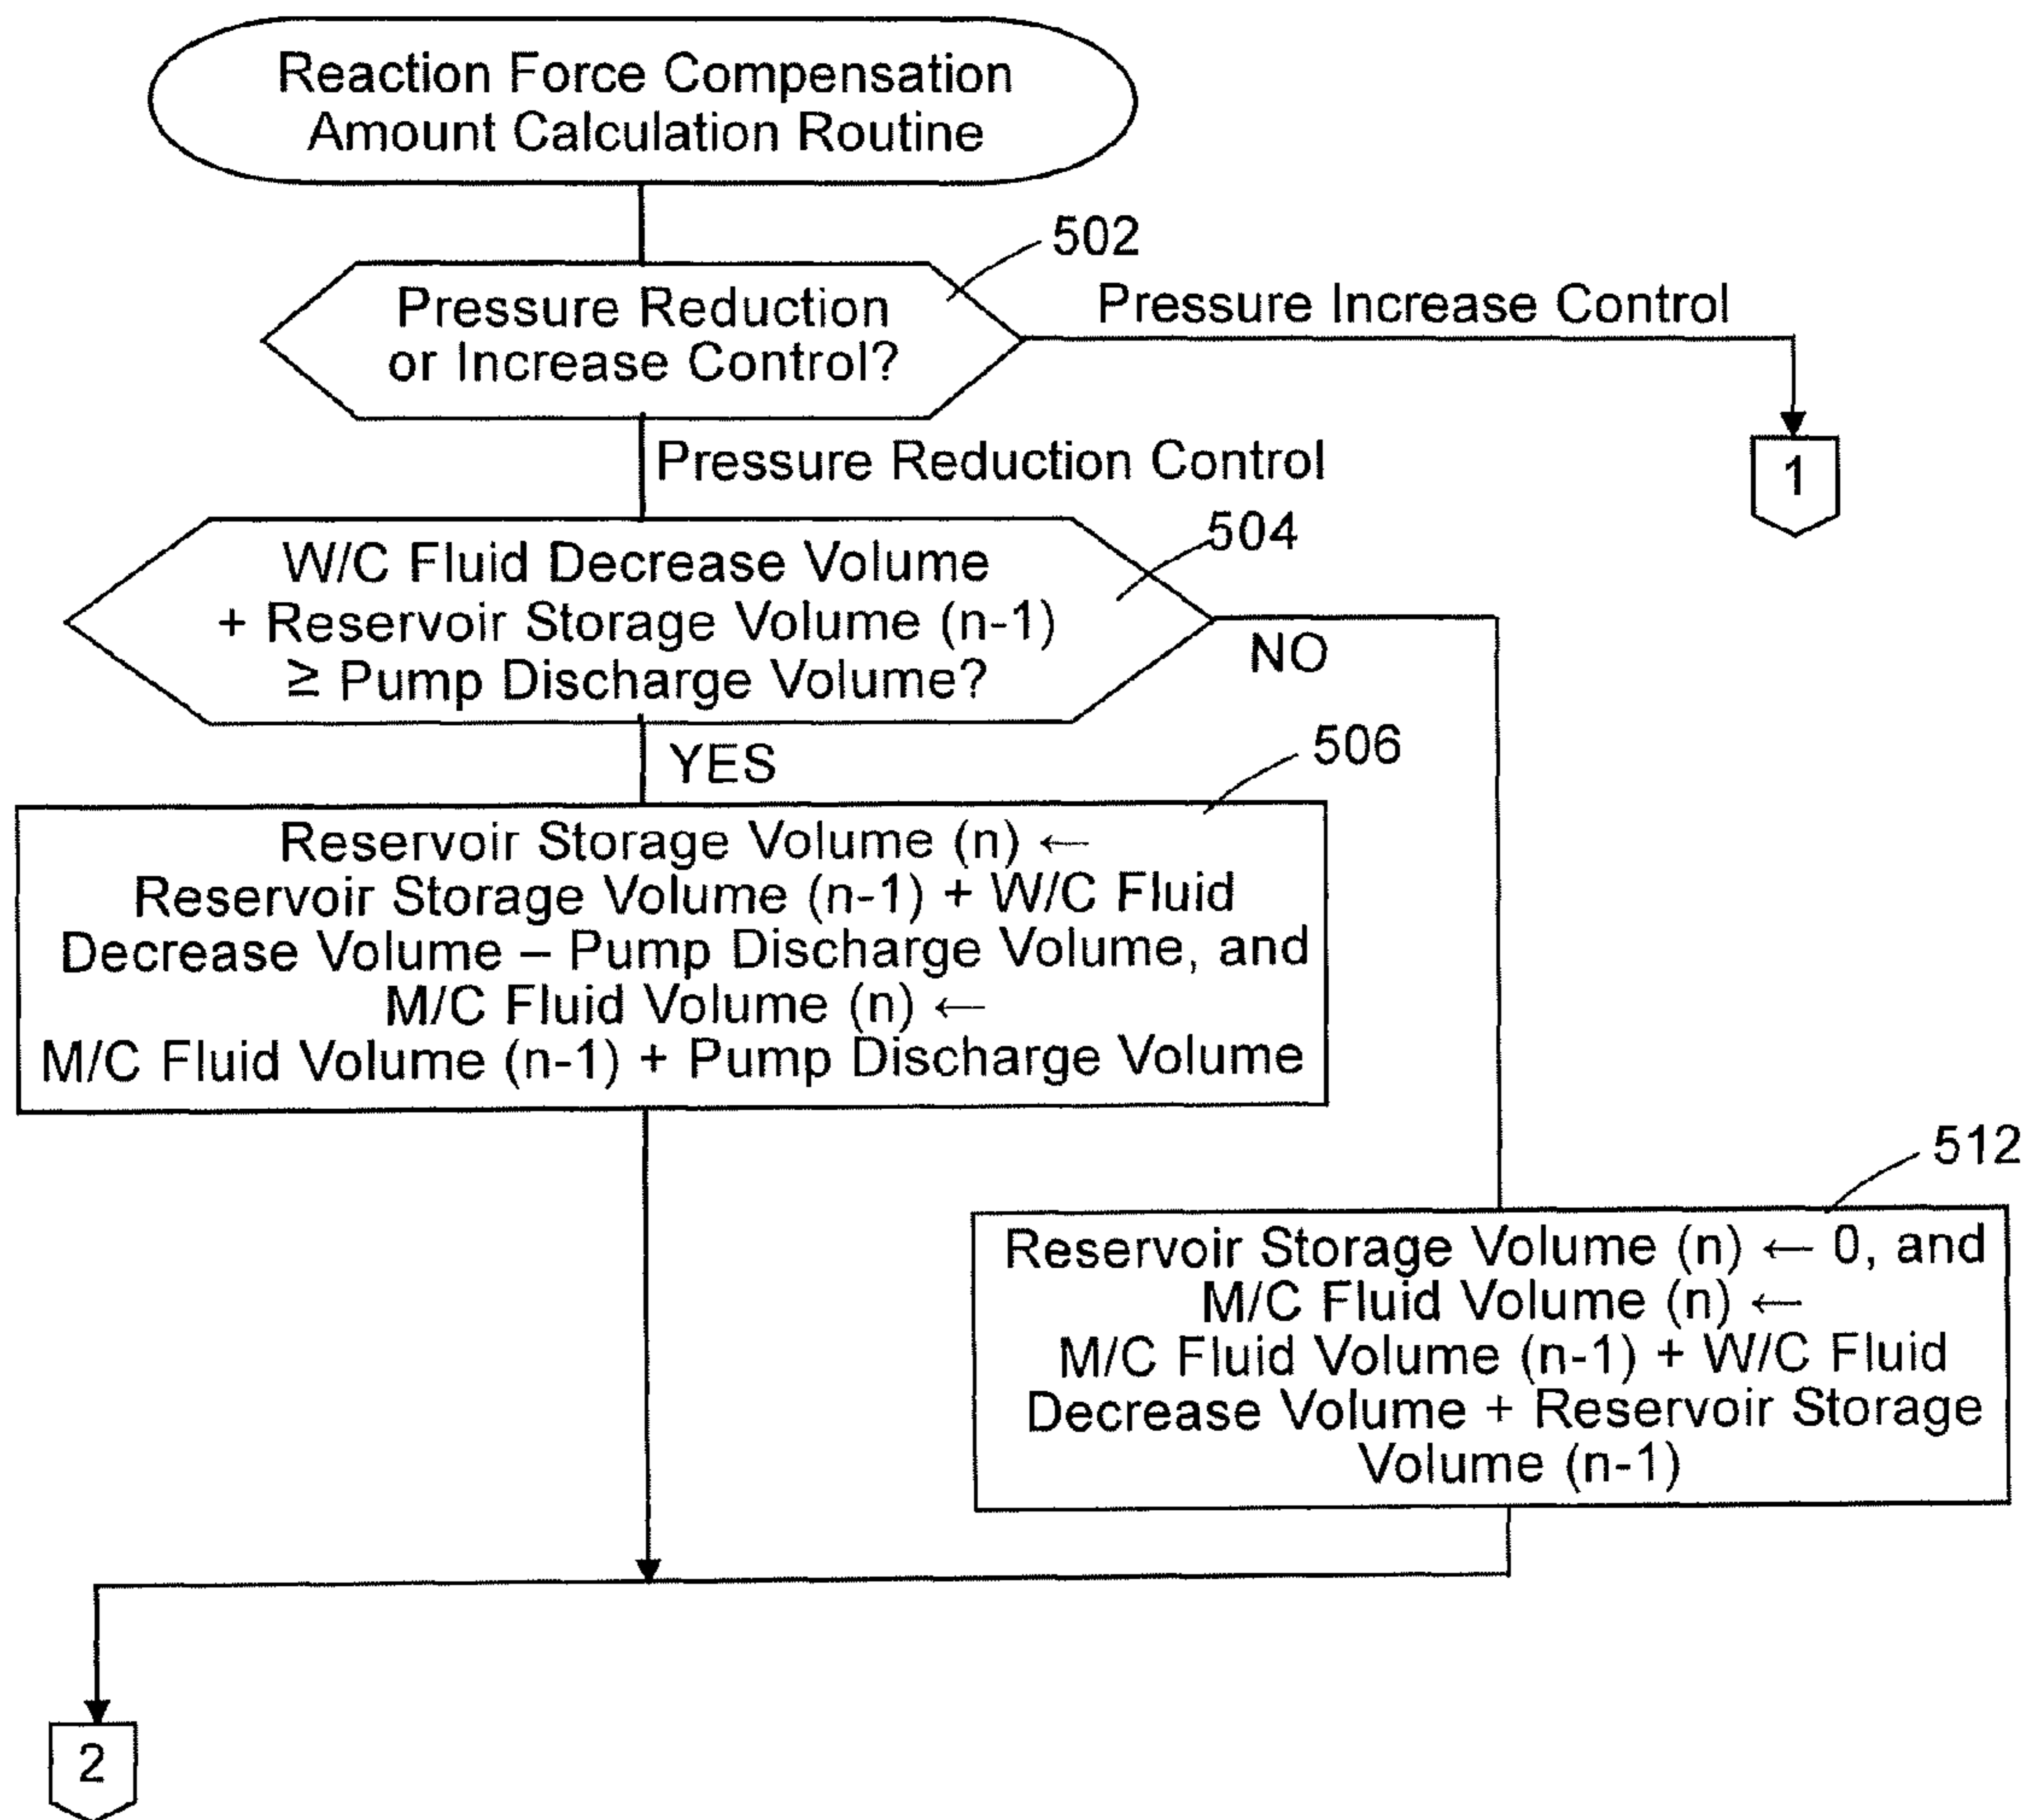 Reaction Force Compensation
Amount Calculation Routine
502
Pressure Reduction
or Increase Control?
Pressure Increase Control
1
Pressure Reduction Control
504
W/C Fluid Decrease Volume
+ Reservoir Storage Volume (n-1)
≥ Pump Discharge Volume?
NO
YES
506
Reservoir Storage Volume (n) ←
Reservoir Storage Volume (n-1) + W/C Fluid
Decrease Volume – Pump Discharge Volume, and
M/C Fluid Volume (n) ←
M/C Fluid Volume (n-1) + Pump Discharge Volume
512
Reservoir Storage Volume (n) ← 0, and
M/C Fluid Volume (n) ←
M/C Fluid Volume (n-1) + W/C Fluid
Decrease Volume + Reservoir Storage
Volume (n-1)
2